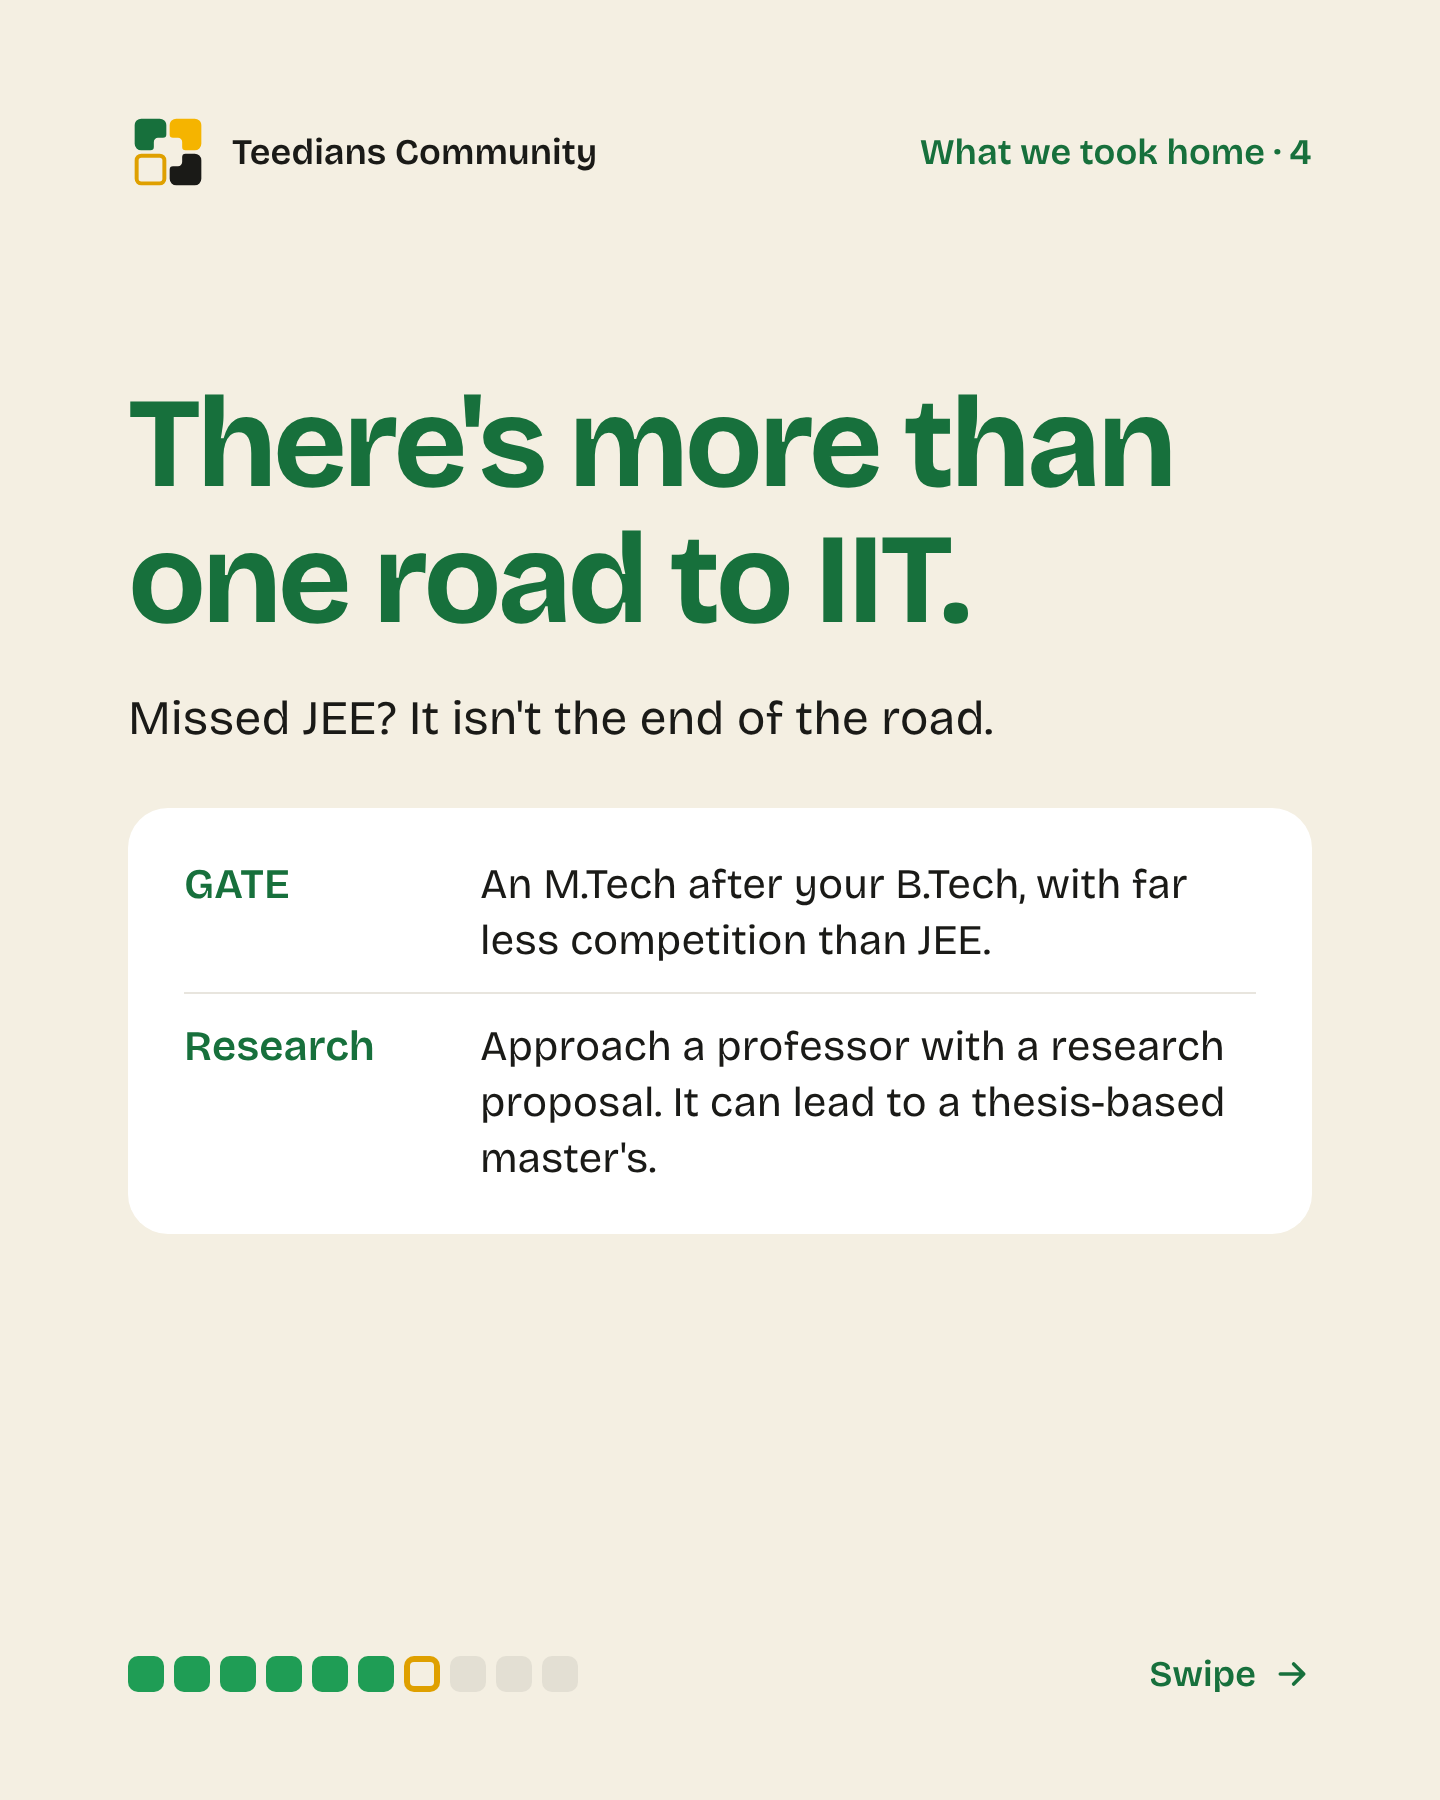 Teedians Community
What we took home · 4
There's more than
one road to IIT.
Missed JEE? It isn't the end of the road.
GATE
An M.Tech after your B.Tech, with far
less competition than JEE.
Research
Approach a professor with a research
proposal. It can lead to a thesis-based
master's.
Swipe →